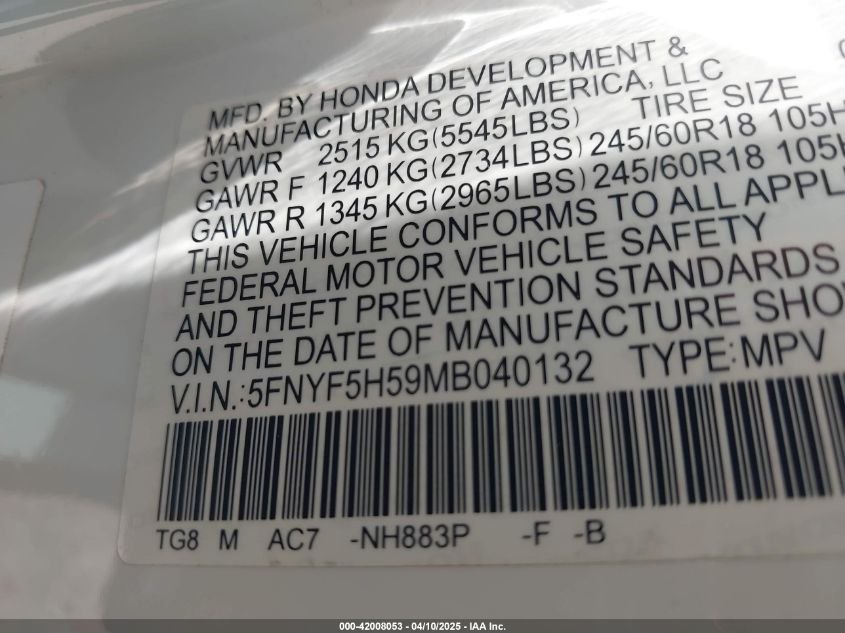 MFD. BY HONDA DEVELOPMENT &
MANUFACTURING OF AMERICA, LLC
GVWR 2515 KG(5545LBS) TIRE SIZE
GAWR F 1240 KG(2734LBS) 245/60R18 105H
GAWR R 1345 KG(2965LBS) 245/60R18 105H
THIS VEHICLE CONFORMS TO ALL APPLI
FEDERAL MOTOR VEHICLE SAFETY
AND THEFT PREVENTION STANDARDS
ON THE DATE OF MANUFACTURE SHO
V.I.N.:5FNYF5H59MB040132 TYPE:MPV
TG8 M AC7 -NH883P -F -B
000-42008053 - 04/10/2025 - IAA Inc.